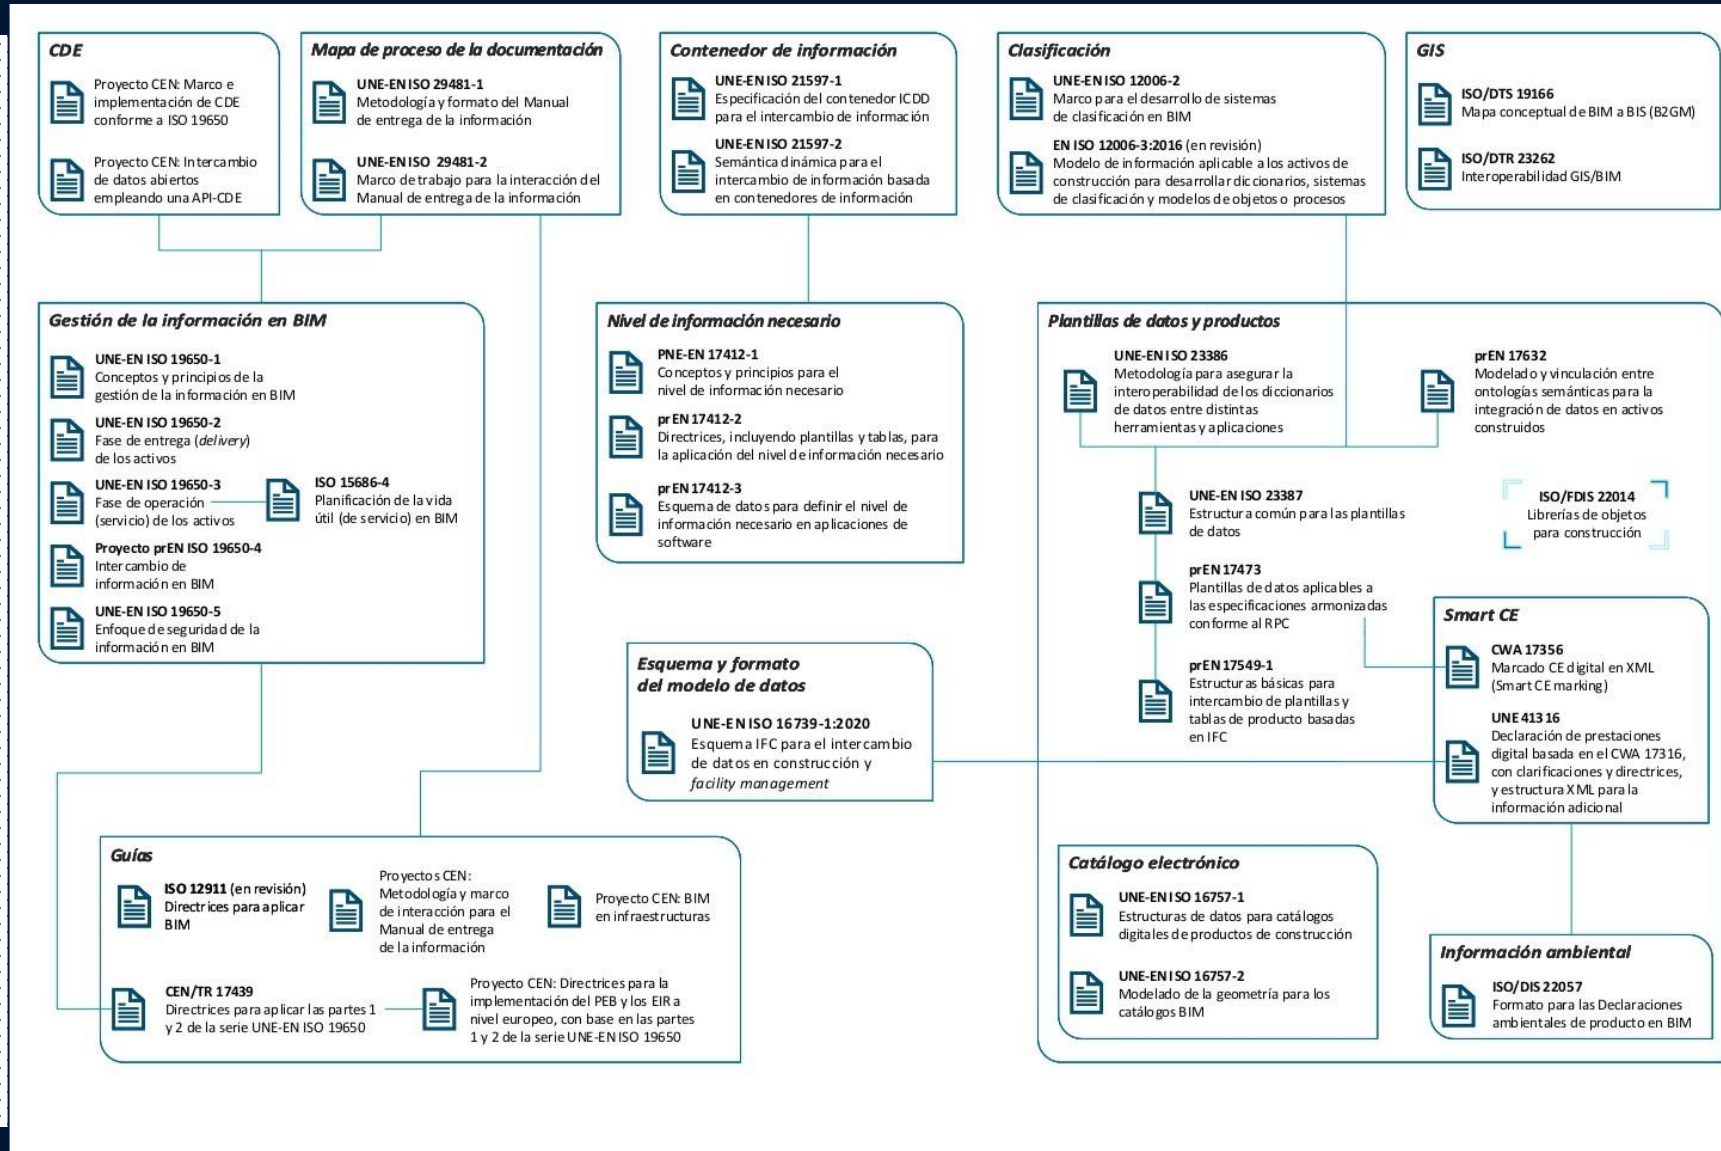 CDE
Proyecto CEN: Marco e
implementación de CDE
conforme a ISO 19650
Proyecto CEN: Intercambio
de datos abiertos
empleando una API-CDE
Mapa de proceso de la documentación
UNE-EN ISO 29481-1
Metodología y formato del Manual
de entrega de la información
UNE-EN ISO 29481-2
Marco de trabajo para la interacción del
Manual de entrega de la información
Contenedor de información
UNE-EN ISO 21597-1
Especificación del contenedor ICDD
para el intercambio de información
UNE-EN ISO 21597-2
Semántica dinámica para el
intercambio de información basada
en contenedores de información
Clasificación
UNE-EN ISO 12006-2
Marco para el desarrollo de sistemas
de clasificación en BIM
EN ISO 12006-3:2016 (en revisión)
Modelo de información aplicable a los activos de
construcción para desarrollar diccionarios, sistemas
de clasificación y modelos de objetos o procesos
GIS
ISO/DTS 19166
Mapa conceptual de BIM a BIS (B2GM)
ISO/DTR 23262
Interoperabilidad GIS/BIM
Gestión de la información en BIM
UNE-EN ISO 19650-1
Conceptos y principios de la
gestión de la información en BIM
UNE-EN ISO 19650-2
Fase de entrega (delivery)
de los activos
UNE-EN ISO 19650-3
Fase de operación
(servicio) de los activos
ISO 15686-4
Planificación de la vida
útil (de servicio) en BIM
Proyecto prEN ISO 19650-4
Intercambio de
información en BIM
UNE-EN ISO 19650-5
Enfoque de seguridad de la
información en BIM
Nivel de información necesario
PNE-EN 17412-1
Conceptos y principios para el
nivel de información necesario
prEN 17412-2
Directrices, incluyendo plantillas y tablas, para
la aplicación del nivel de información necesario
prEN 17412-3
Esquema de datos para definir el nivel de
información necesario en aplicaciones de
software
Plantillas de datos y productos
UNE-EN ISO 23386
Metodología para asegurar la
interoperabilidad de los diccionarios
de datos entre distintas
herramientas y aplicaciones
prEN 17632
Modelado y vinculación entre
ontologías semánticas para la
integración de datos en activos
construidos
UNE-EN ISO 23387
Estructura común para las plantillas
de datos
ISO/FDIS 22014
Librerías de objetos
para construcción
prEN 17473
Plantillas de datos aplicables a
las especificaciones armonizadas
conforme al RPC
prEN 17549-1
Estructuras básicas para
intercambio de plantillas y
tablas de producto basadas
en IFC
Smart CE
CWA 17356
Marcado CE digital en XML
(Smart CE marking)
UNE 41316
Declaración de prestaciones
digital basada en el CWA 17316,
con clarificaciones y directrices,
y estructura XML para la
información adicional
Esquema y formato
del modelo de datos
UNE-EN ISO 16739-1:2020
Esquema IFC para el intercambio
de datos en construcción y
facility management
Guías
ISO 12911 (en revisión)
Directrices para aplicar
BIM
Proyectos CEN:
Metodología y marco
de interacción para el
Manual de entrega
de la información
Proyecto CEN: BIM
en infraestructuras
CEN/TR 17439
Directrices para aplicar las partes 1
y 2 de la serie UNE-EN ISO 19650
Proyecto CEN: Directrices para la
implementación del PEB y los EIR a
nivel europeo, con base en las partes
1 y 2 de la serie UNE-EN ISO 19650
Catálogo electrónico
UNE-EN ISO 16757-1
Estructuras de datos para catálogos
digitales de productos de construcción
UNE-EN ISO 16757-2
Modelado de la geometría para los
catálogos BIM
Información ambiental
ISO/DIS 22057
Formato para las Declaraciones
ambientales de producto en BIM